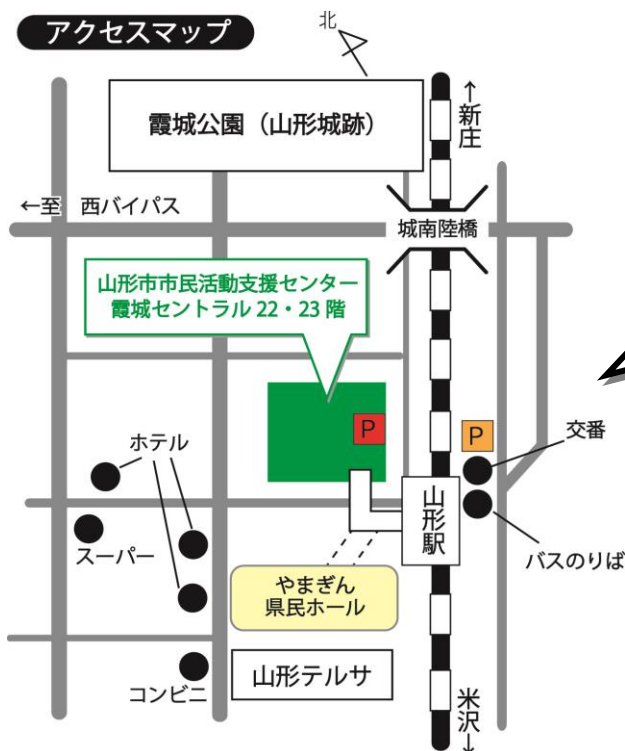 アクセスマップ
北
霞城公園（山形城跡）
↑新庄
←至　西バイパス
城南陸橋
山形市市民活動支援センター
霞城セントラル 22・23 階
P
P
ホテル
交番
山形駅
スーパー
バスのりば
やまぎん
県民ホール
山形テルサ
コンビニ
米沢↓